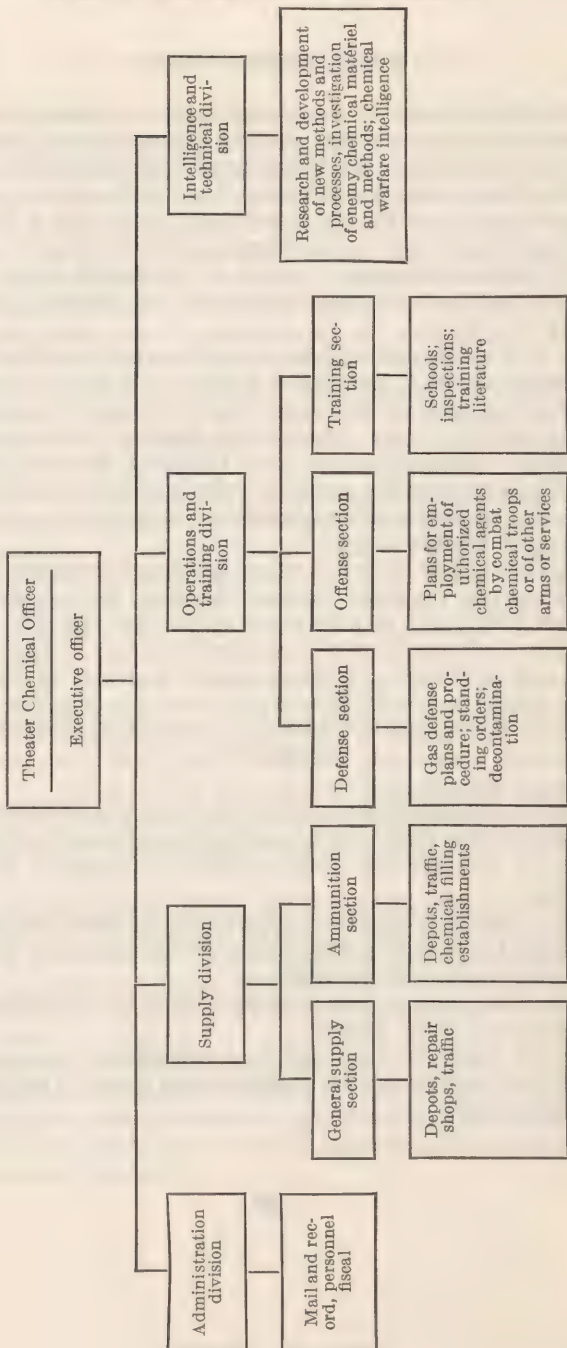 Theater Chemical Officer
Executive officer
Administration
division
Supply division
Operations and
training divi-
sion
Intelligence and
technical divi-
sion
Mail and rec-
ord, personnel
fiscal
General supply
section
Ammunition
section
Defense section
Offense section
Training sec-
tion
Research and development
of new methods and
processes, investigation
of enemy chemical matériel
and methods; chemical
warfare intelligence
Depots, repair
shops, traffic
Depots, traffic,
chemical filling
establishments
Gas defense
plans and pro-
cedure; stand-
ing orders;
decontamina-
tion
Plans for em-
ployment of
uthorized
chemical agents
by combat
chemical troops
or of other
arms or services
Schools;
inspections;
training
literature